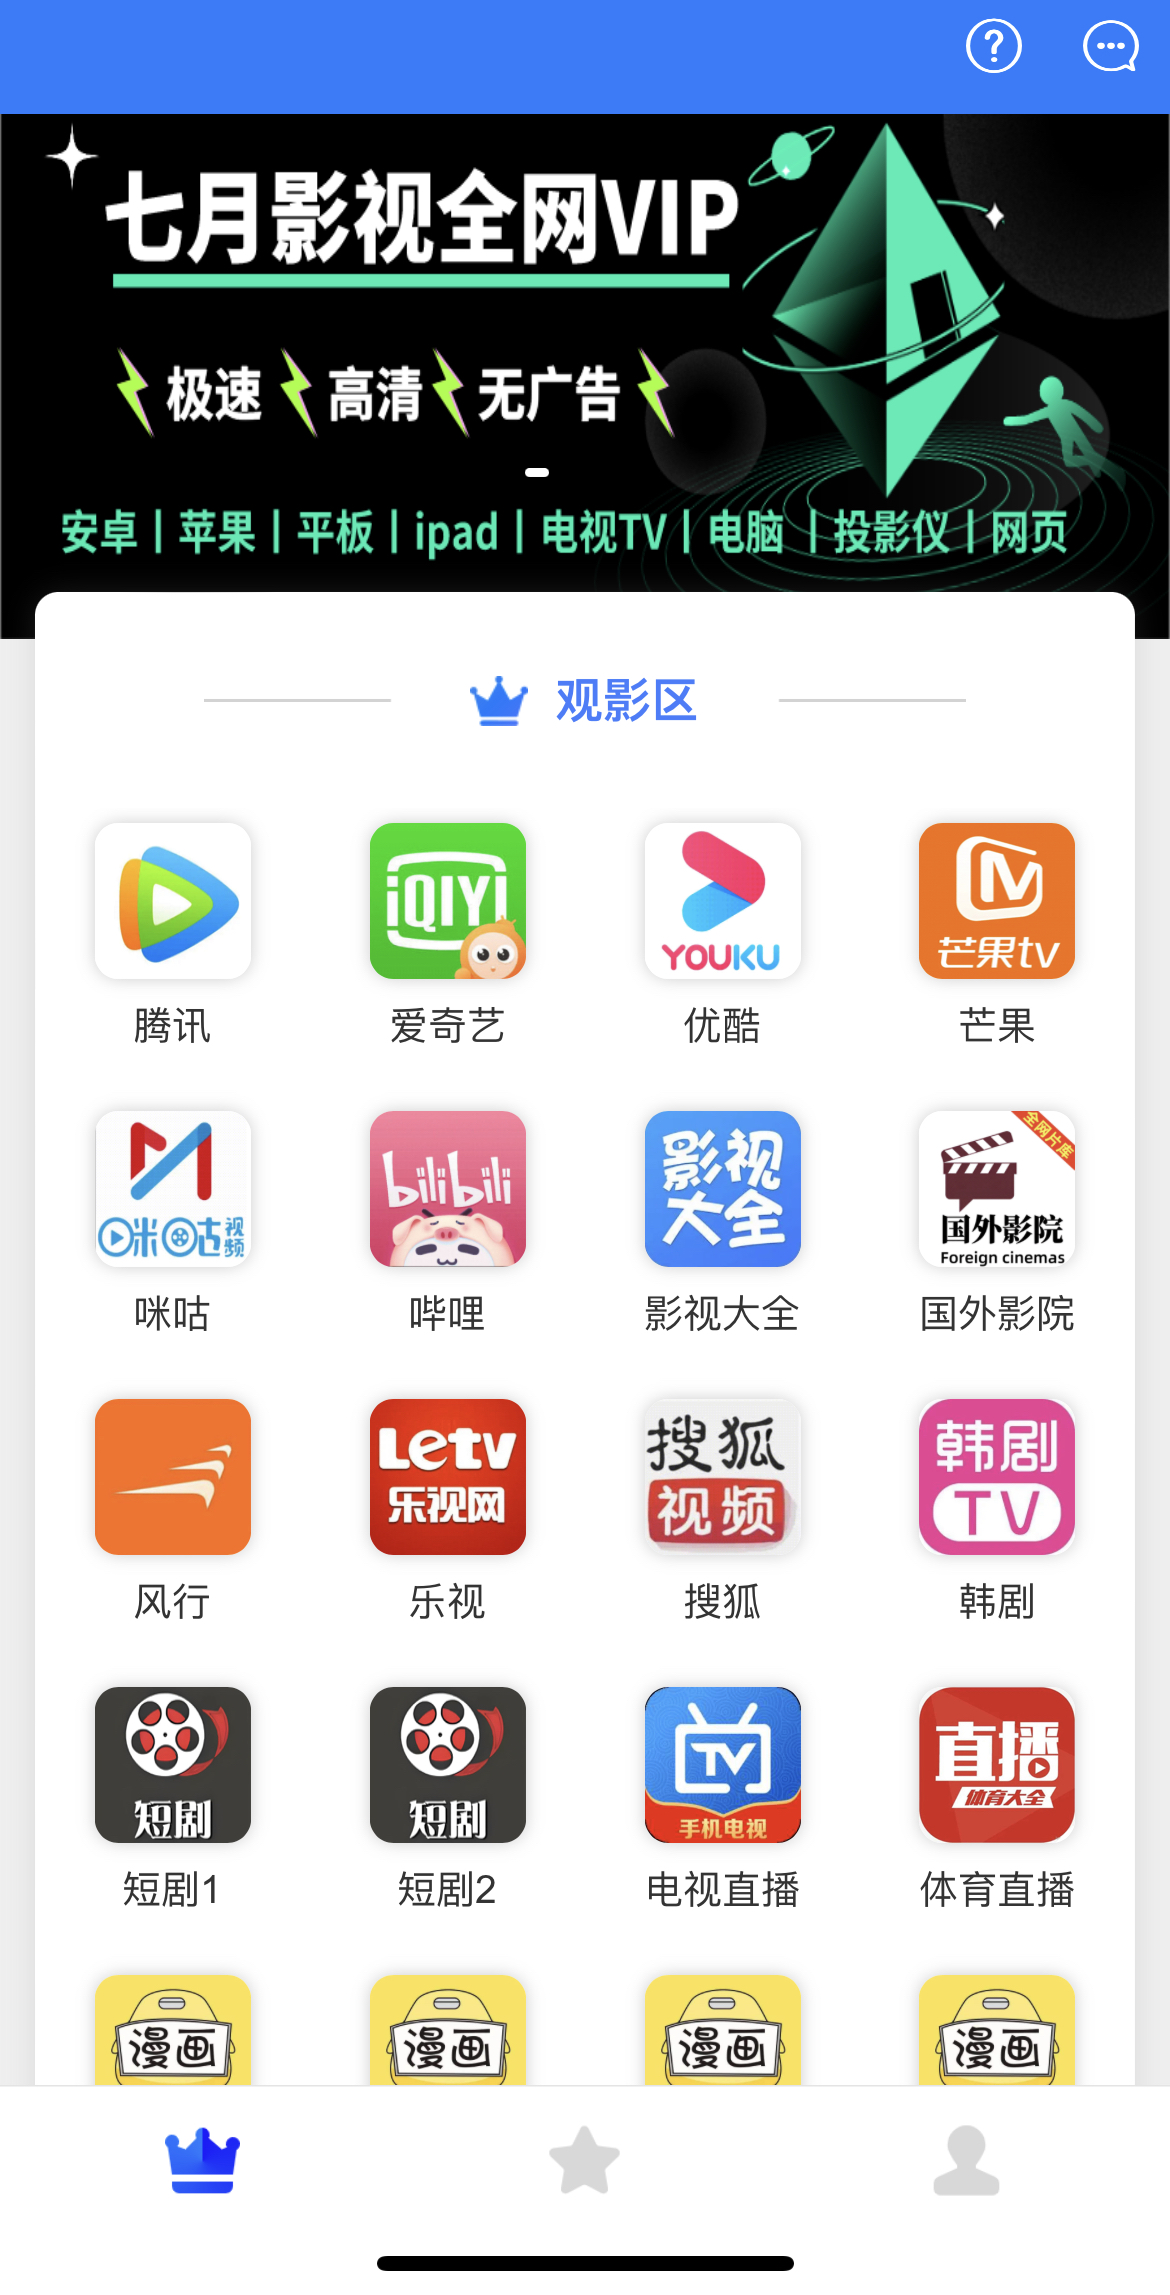 七月影视全网VIP
极速 高清 无广告
安卓 | 苹果 | 平板 | ipad | 电视TV | 电脑 | 投影仪 | 网页
观影区
iQIYI
YOUKU
芒果tv
腾讯 爱奇艺 优酷 芒果
咪咕视频
bilibili
影视大全
全网片库
国外影院
Foreign cinemas
咪咕 哔哩 影视大全 国外影院
Letv
乐视网
搜狐视频
韩剧TV
风行 乐视 搜狐 韩剧
短剧
短剧
TV
手机电视
直播
体育大全
短剧1 短剧2 电视直播 体育直播
漫画 漫画 漫画 漫画